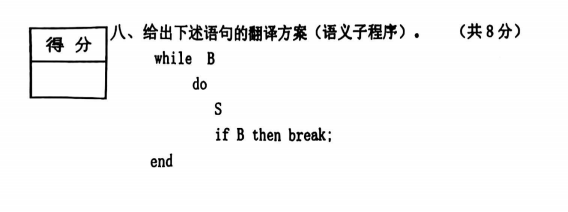 得 分
八、给出下述语句的翻译方案（语义子程序）。 （共 8 分）
while B
do
S
if B then break;
end